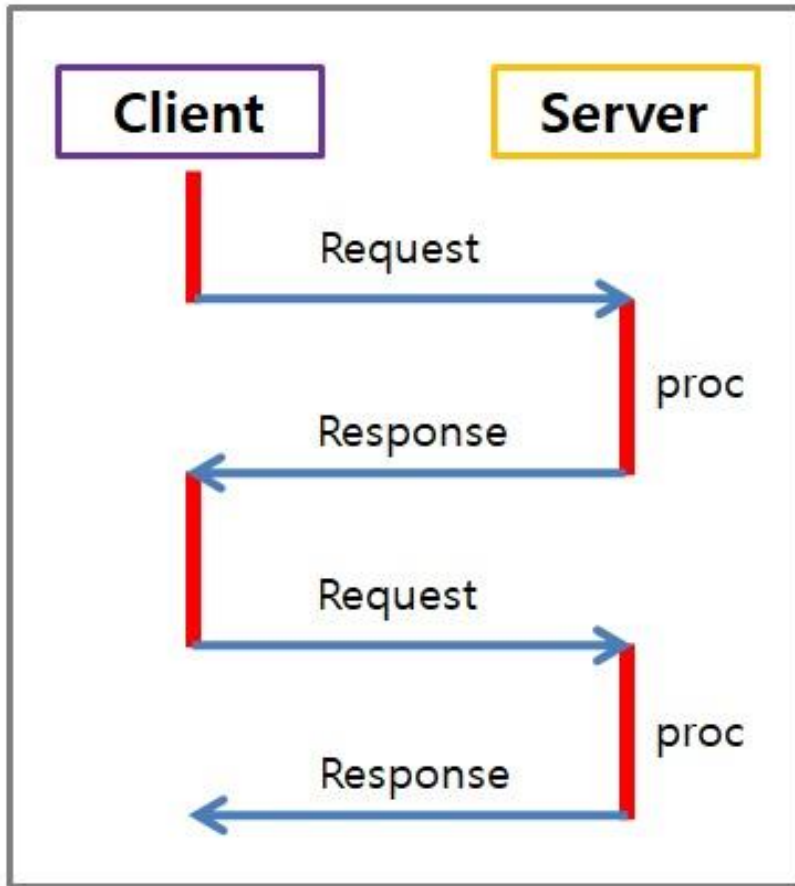 Client Server
Request
proc
Response
Request
proc
Response